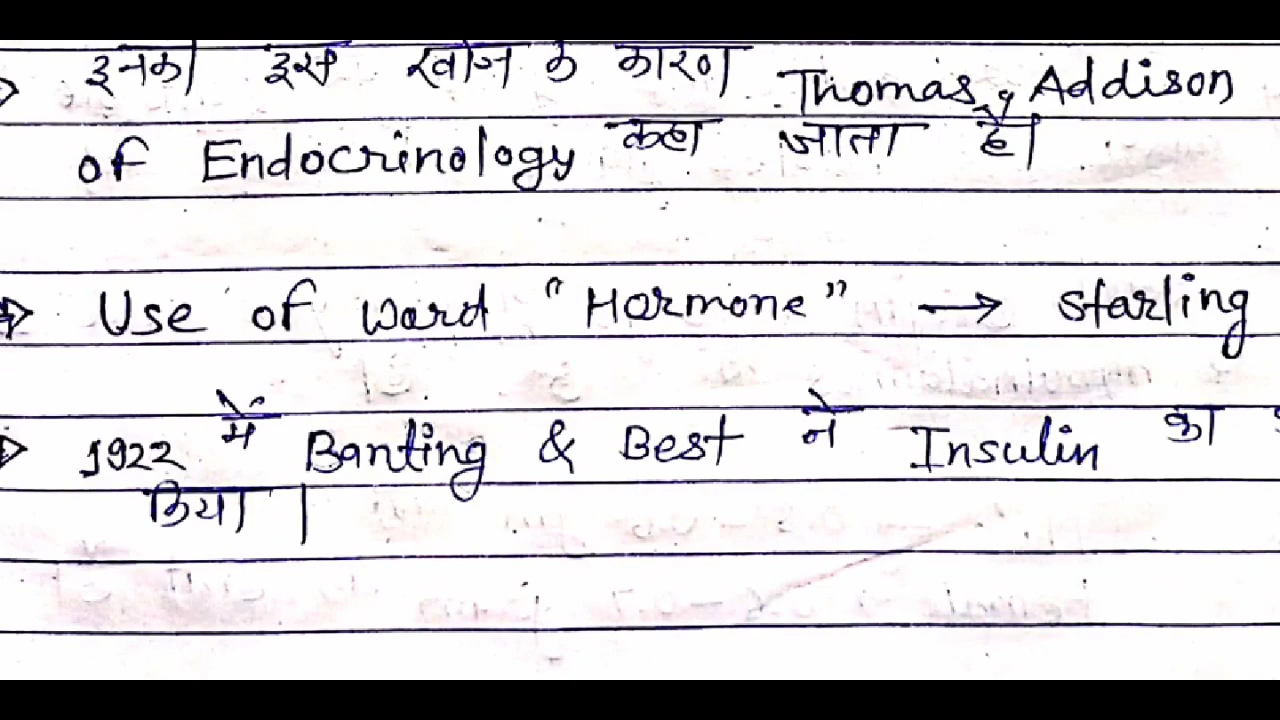 इनकी इस खोज के कारण Thomas Addison
of Endocrinology कहा जाता है।
⇒ Use of word "Hormone" → Starling
1922 में Banting & Best ने Insulin का
किया |